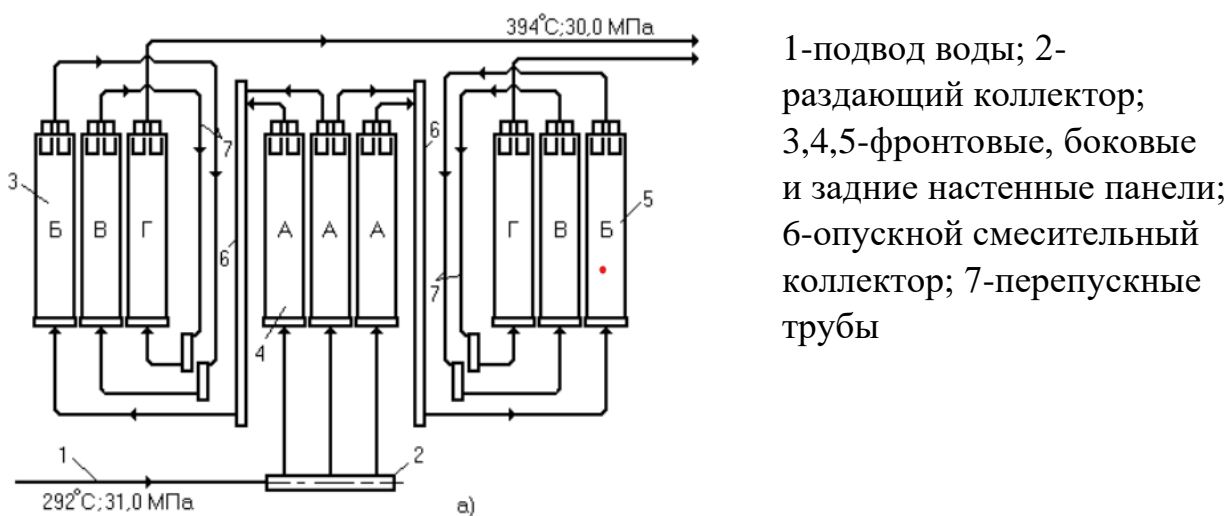 394°C;30,0 МПа
1-подвод воды; 2-
раздающий коллектор;
3,4,5-фронтовые, боковые
и задние настенные панели;
6-опускной смесительный
коллектор; 7-перепускные
трубы
7
6
3
5
Б В Г А А А Г В Б
6
7
4
1
2
292°C;31,0 МПа
а)